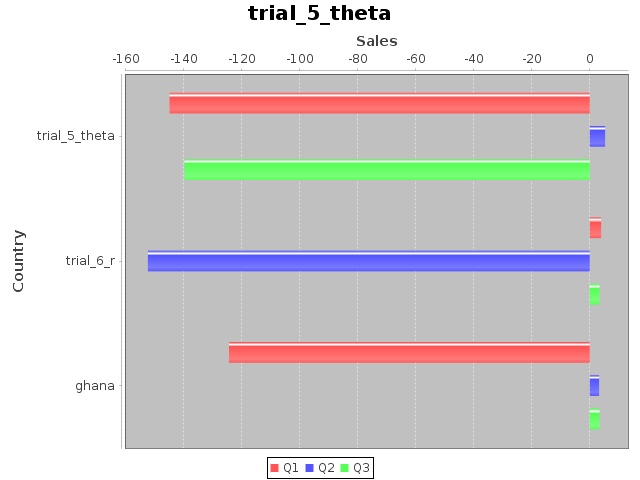 trial_5_theta
Sales
-160 -140 -120 -100 -80 -60 -40 -20 0
trial_5_theta
trial_6_r
ghana
Country
Q1 Q2 Q3